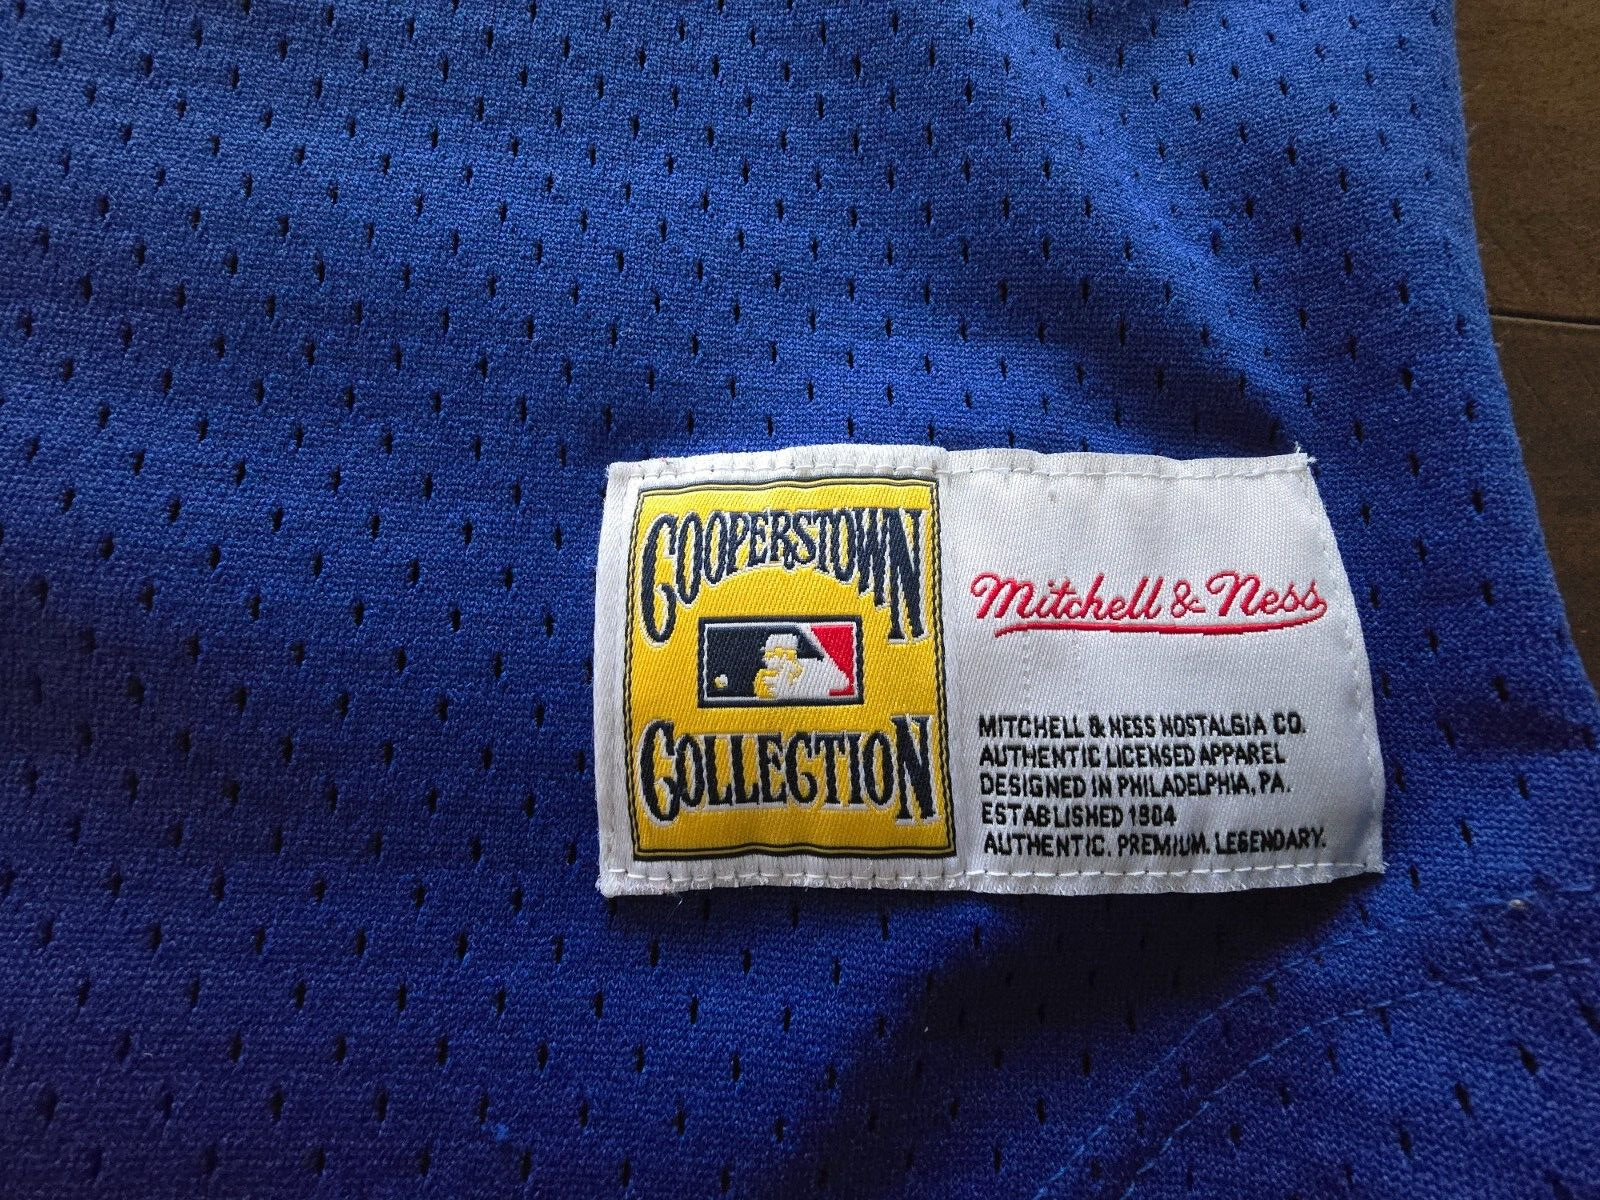 COOPERSTOWN
COLLECTION
Mitchell & Ness
MITCHELL & NESS NOSTALGIA CO.
AUTHENTIC LICENSED APPAREL
DESIGNED IN PHILADELPHIA, PA.
ESTABLISHED 1904
AUTHENTIC. PREMIUM. LEGENDARY.